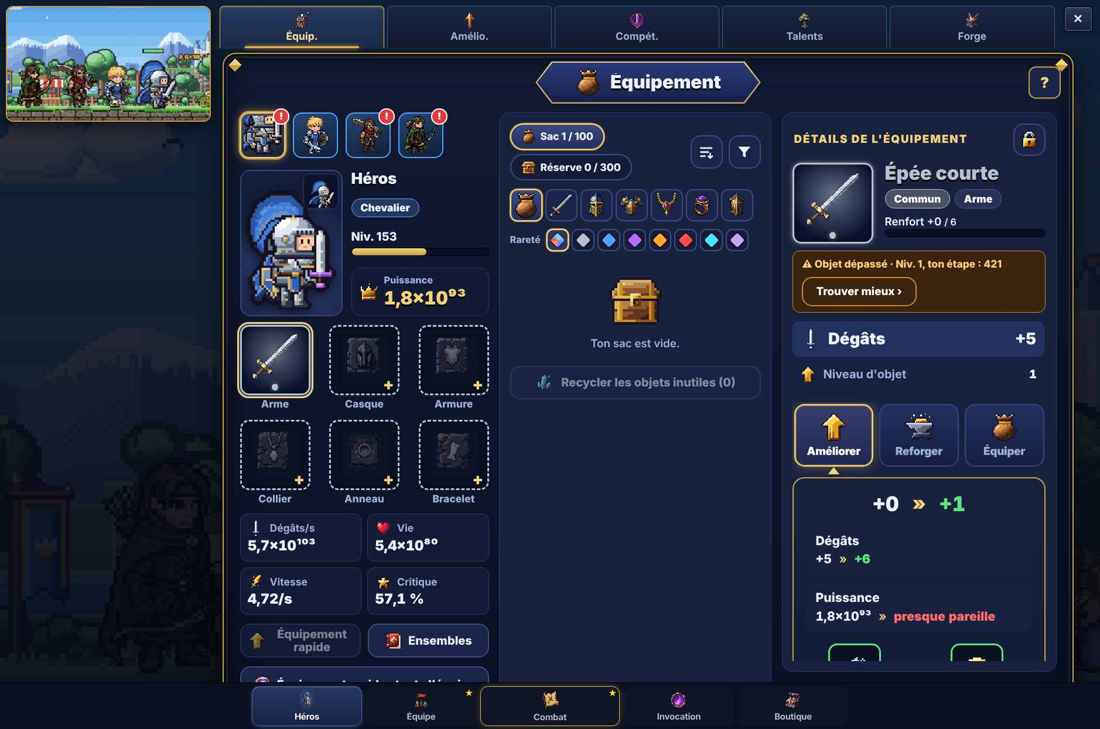 Équip.
Amélio.
Compét.
Talents
Forge
×
Équipement
?
!
!
!
Héros
Chevalier
Niv. 153
Puissance
1,8×10⁹³
Arme
Casque
Armure
Collier
Anneau
Bracelet
Dégâts/s
5,7×10¹⁰³
Vie
5,4×10⁸⁰
Vitesse
4,72/s
Critique
57,1 %
Équipement
rapide
Ensembles
Sac 1 / 100
Réserve 0 / 300
Rareté
Ton sac est vide.
Recycler les objets inutiles (0)
DÉTAILS DE L'ÉQUIPEMENT
Épée courte
Commun
Arme
Renfort +0 / 6
Objet dépassé · Niv. 1, ton étape : 421
Trouver mieux ›
Dégâts
+5
Niveau d'objet
1
Améliorer
Reforger
Équiper
+0 » +1
Dégâts
+5 » +6
Puissance
1,8×10⁹³ » presque pareille
Héros
Équipe
Combat
Invocation
Boutique